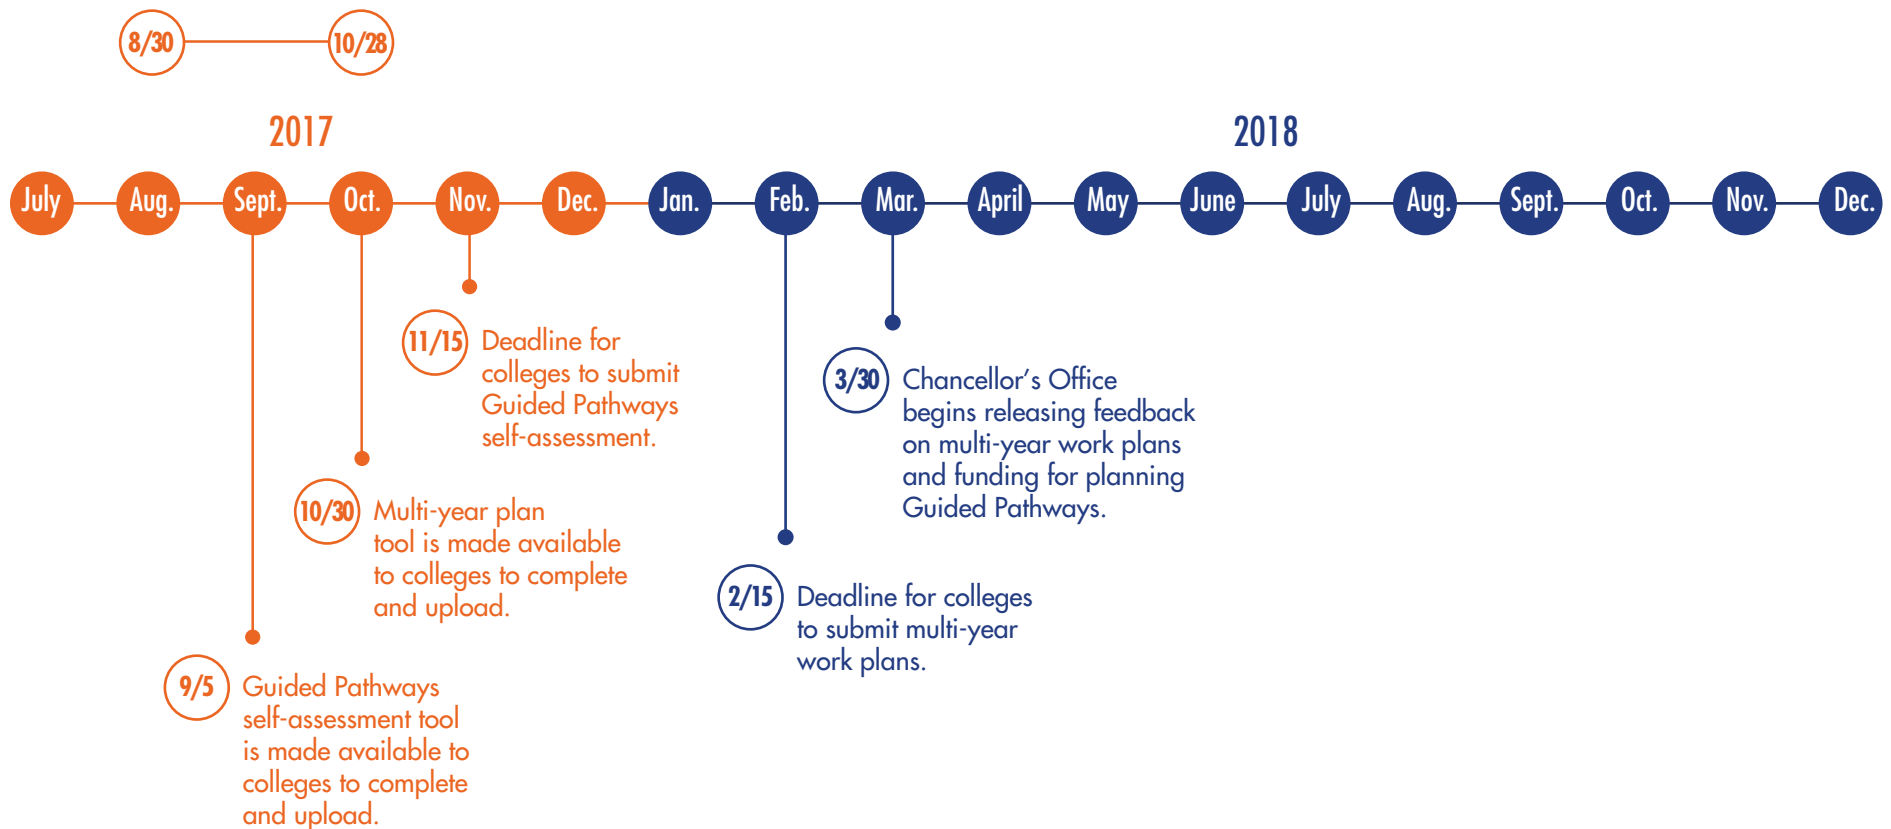 8/30
10/28
2017
2018
July
Aug.
Sept.
Oct.
Nov.
Dec.
Jan.
Feb.
Mar.
April
May
June
July
Aug.
Sept.
Oct.
Nov.
Dec.
11/15
Deadline for
colleges to submit
Guided Pathways
self-assessment.
3/30
Chancellor’s Office
begins releasing feedback
on multi-year work plans
and funding for planning
Guided Pathways.
10/30
Multi-year plan
tool is made available
to colleges to complete
and upload.
2/15
Deadline for colleges
to submit multi-year
work plans.
9/5
Guided Pathways
self-assessment tool
is made available to
colleges to complete
and upload.